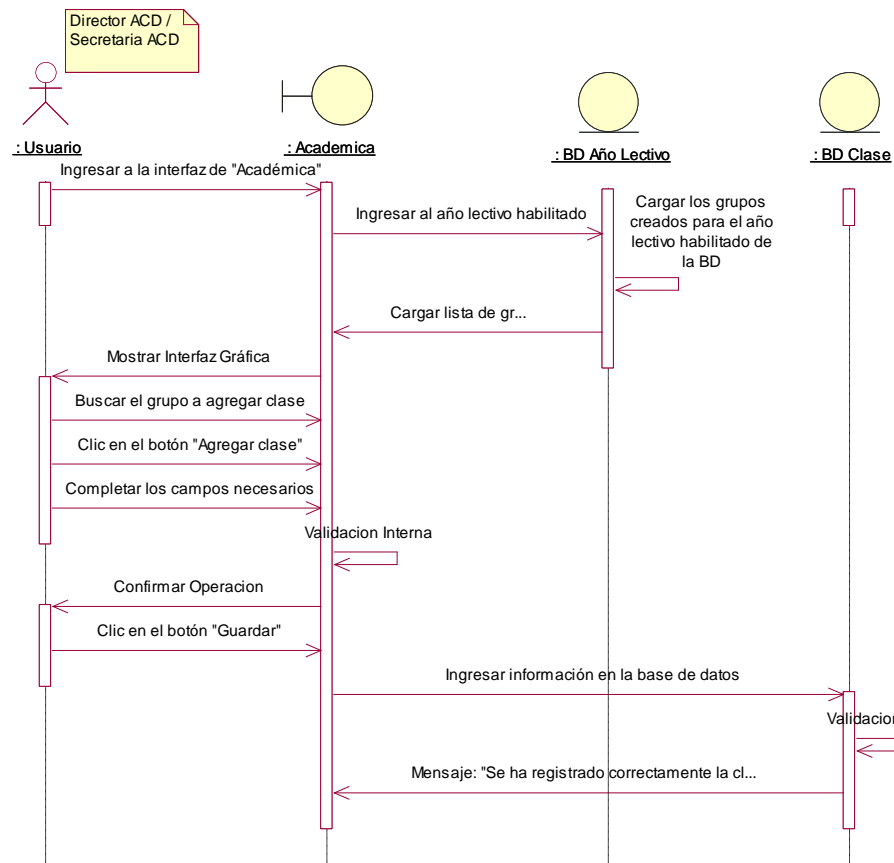 Director ACD /
Secretaria ACD
: Usuario
: Academica
: BD Año Lectivo
: BD Clase
Ingresar a la interfaz de "Académica"
Ingresar al año lectivo habilitado
Cargar los grupos
creados para el año
lectivo habilitado de
la BD
Cargar lista de gr...
Mostrar Interfaz Gráfica
Buscar el grupo a agregar clase
Clic en el botón "Agregar clase"
Completar los campos necesarios
Validacion Interna
Confirmar Operacion
Clic en el botón "Guardar"
Ingresar información en la base de datos
Validacion
Mensaje: "Se ha registrado correctamente la cl...